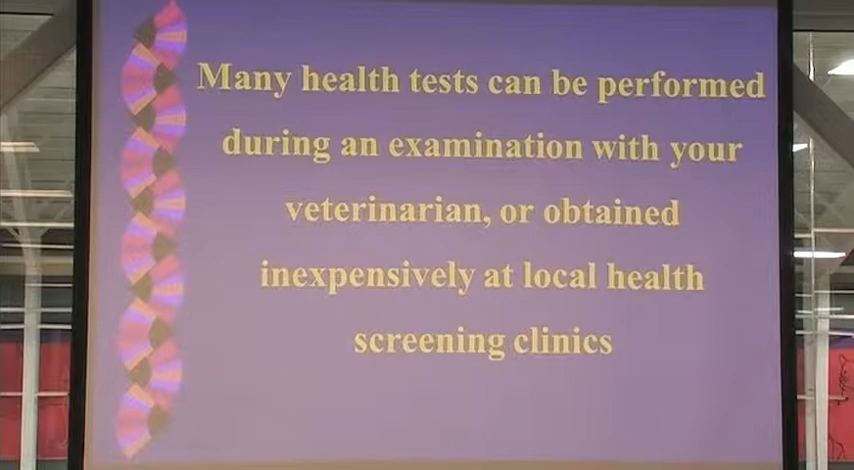 Many health tests can be performed
during an examination with your
veterinarian, or obtained
inexpensively at local health
screening clinics